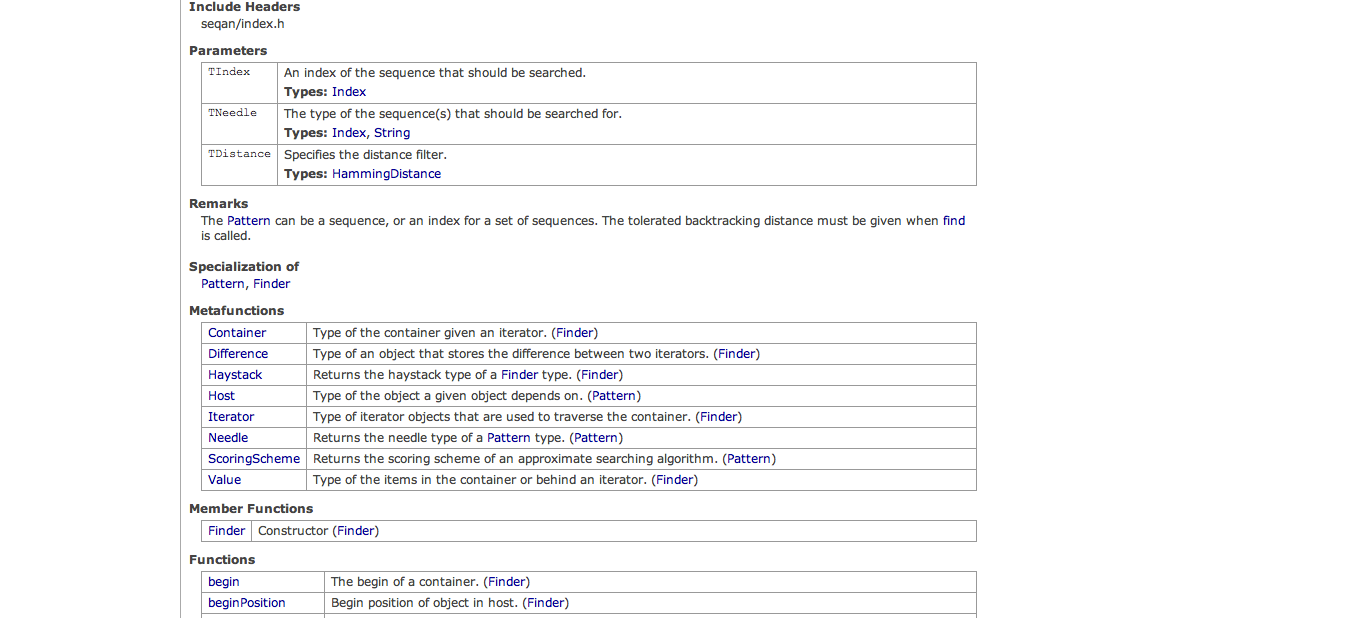 Include Headers
seqan/index.h
Parameters
TIndex An index of the sequence that should be searched.
Types: Index
TNeedle The type of the sequence(s) that should be searched for.
Types: Index, String
TDistance Specifies the distance filter.
Types: HammingDistance
Remarks
The Pattern can be a sequence, or an index for a set of sequences. The tolerated backtracking distance must be given when find
is called.
Specialization of
Pattern, Finder
Metafunctions
Container Type of the container given an iterator. (Finder)
Difference Type of an object that stores the difference between two iterators. (Finder)
Haystack Returns the haystack type of a Finder type. (Finder)
Host Type of the object a given object depends on. (Pattern)
Iterator Type of iterator objects that are used to traverse the container. (Finder)
Needle Returns the needle type of a Pattern type. (Pattern)
ScoringScheme Returns the scoring scheme of an approximate searching algorithm. (Pattern)
Value Type of the items in the container or behind an iterator. (Finder)
Member Functions
Finder Constructor (Finder)
Functions
begin The begin of a container. (Finder)
beginPosition Begin position of object in host. (Finder)